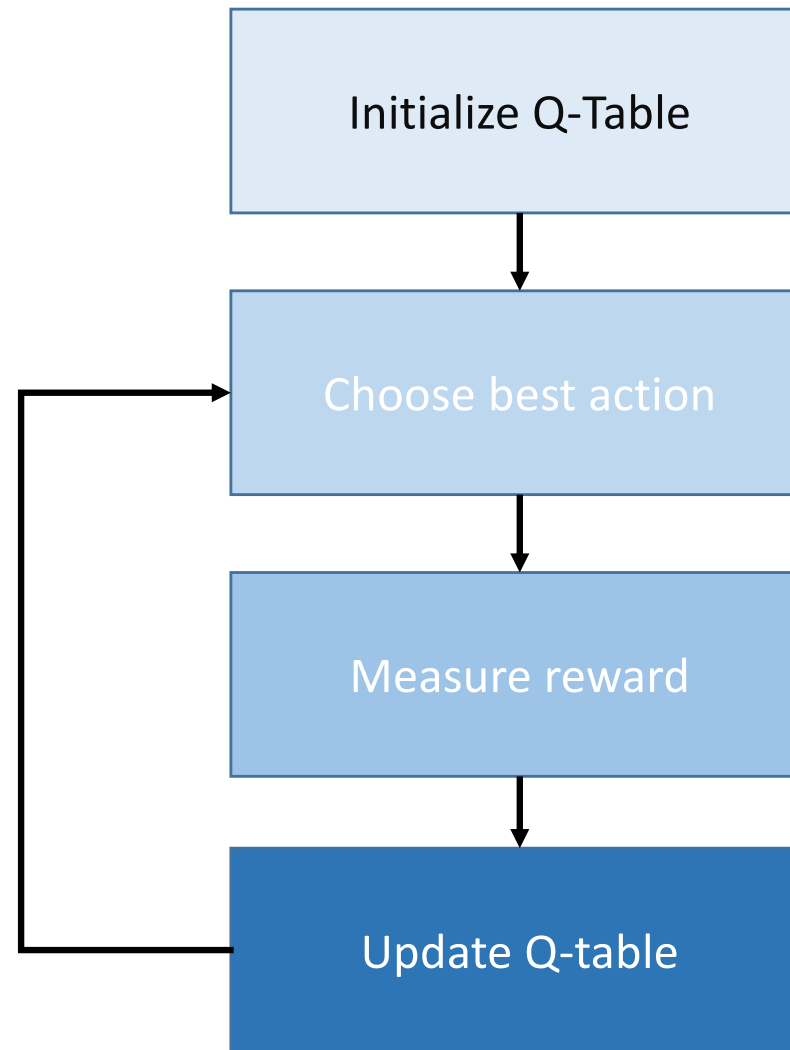 Initialize Q-Table
Choose best action
Measure reward
Update Q-table